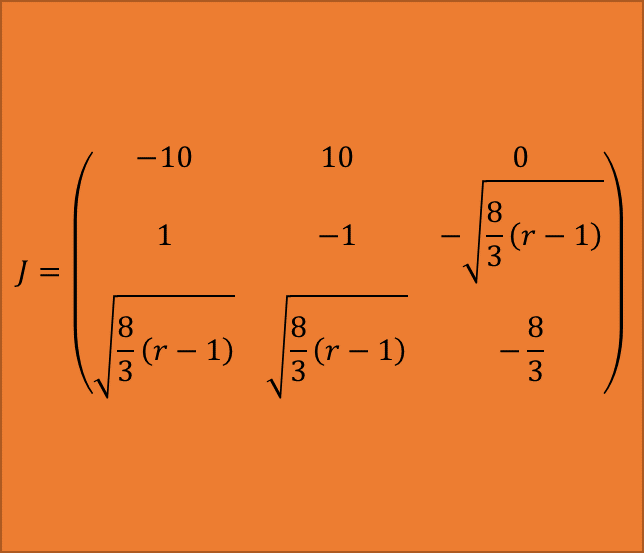 −10 10 0
J = 1 −1 −√(8/3 (r − 1))
√(8/3 (r − 1)) √(8/3 (r − 1)) −8/3